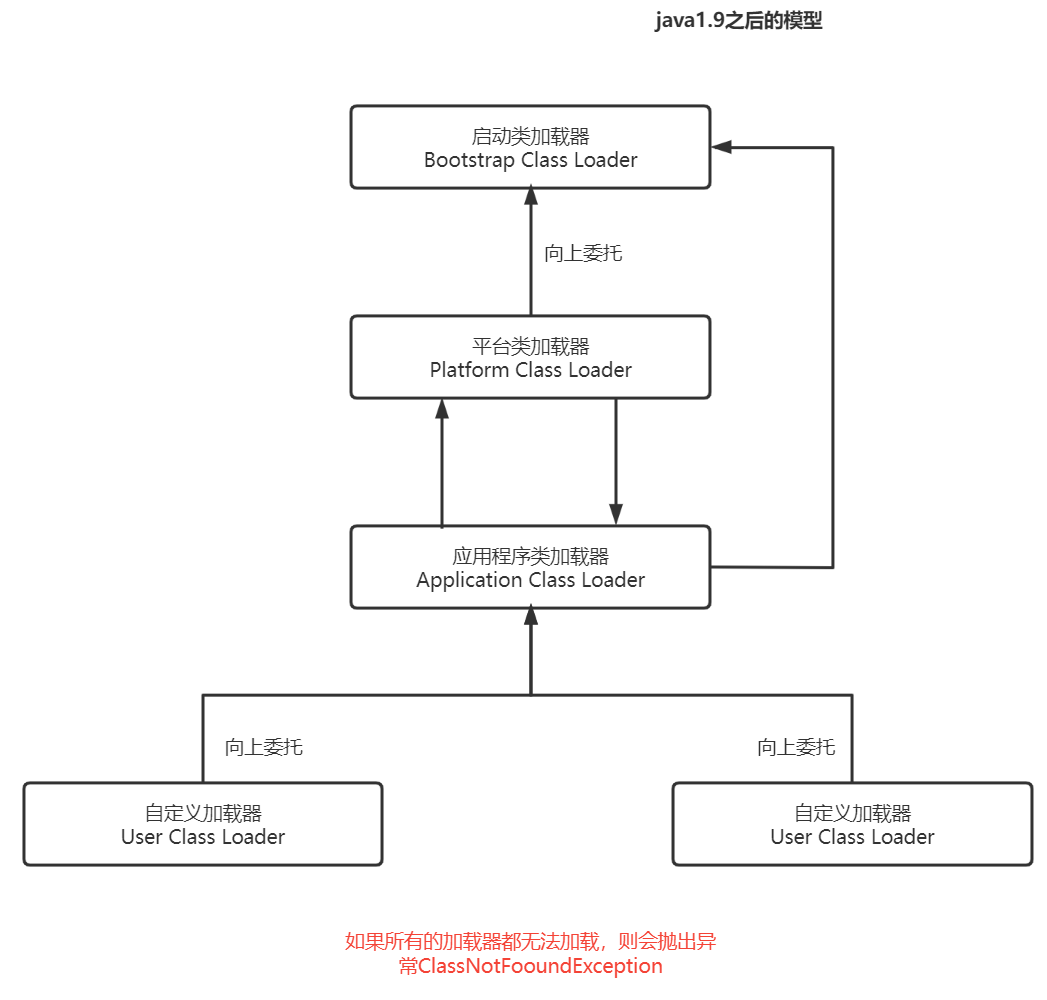 java1.9之后的模型
启动类加载器
Bootstrap Class Loader
向上委托
平台类加载器
Platform Class Loader
应用程序类加载器
Application Class Loader
向上委托
向上委托
自定义加载器
User Class Loader
自定义加载器
User Class Loader
如果所有的加载器都无法加载，则会抛出异
常ClassNotFooundException